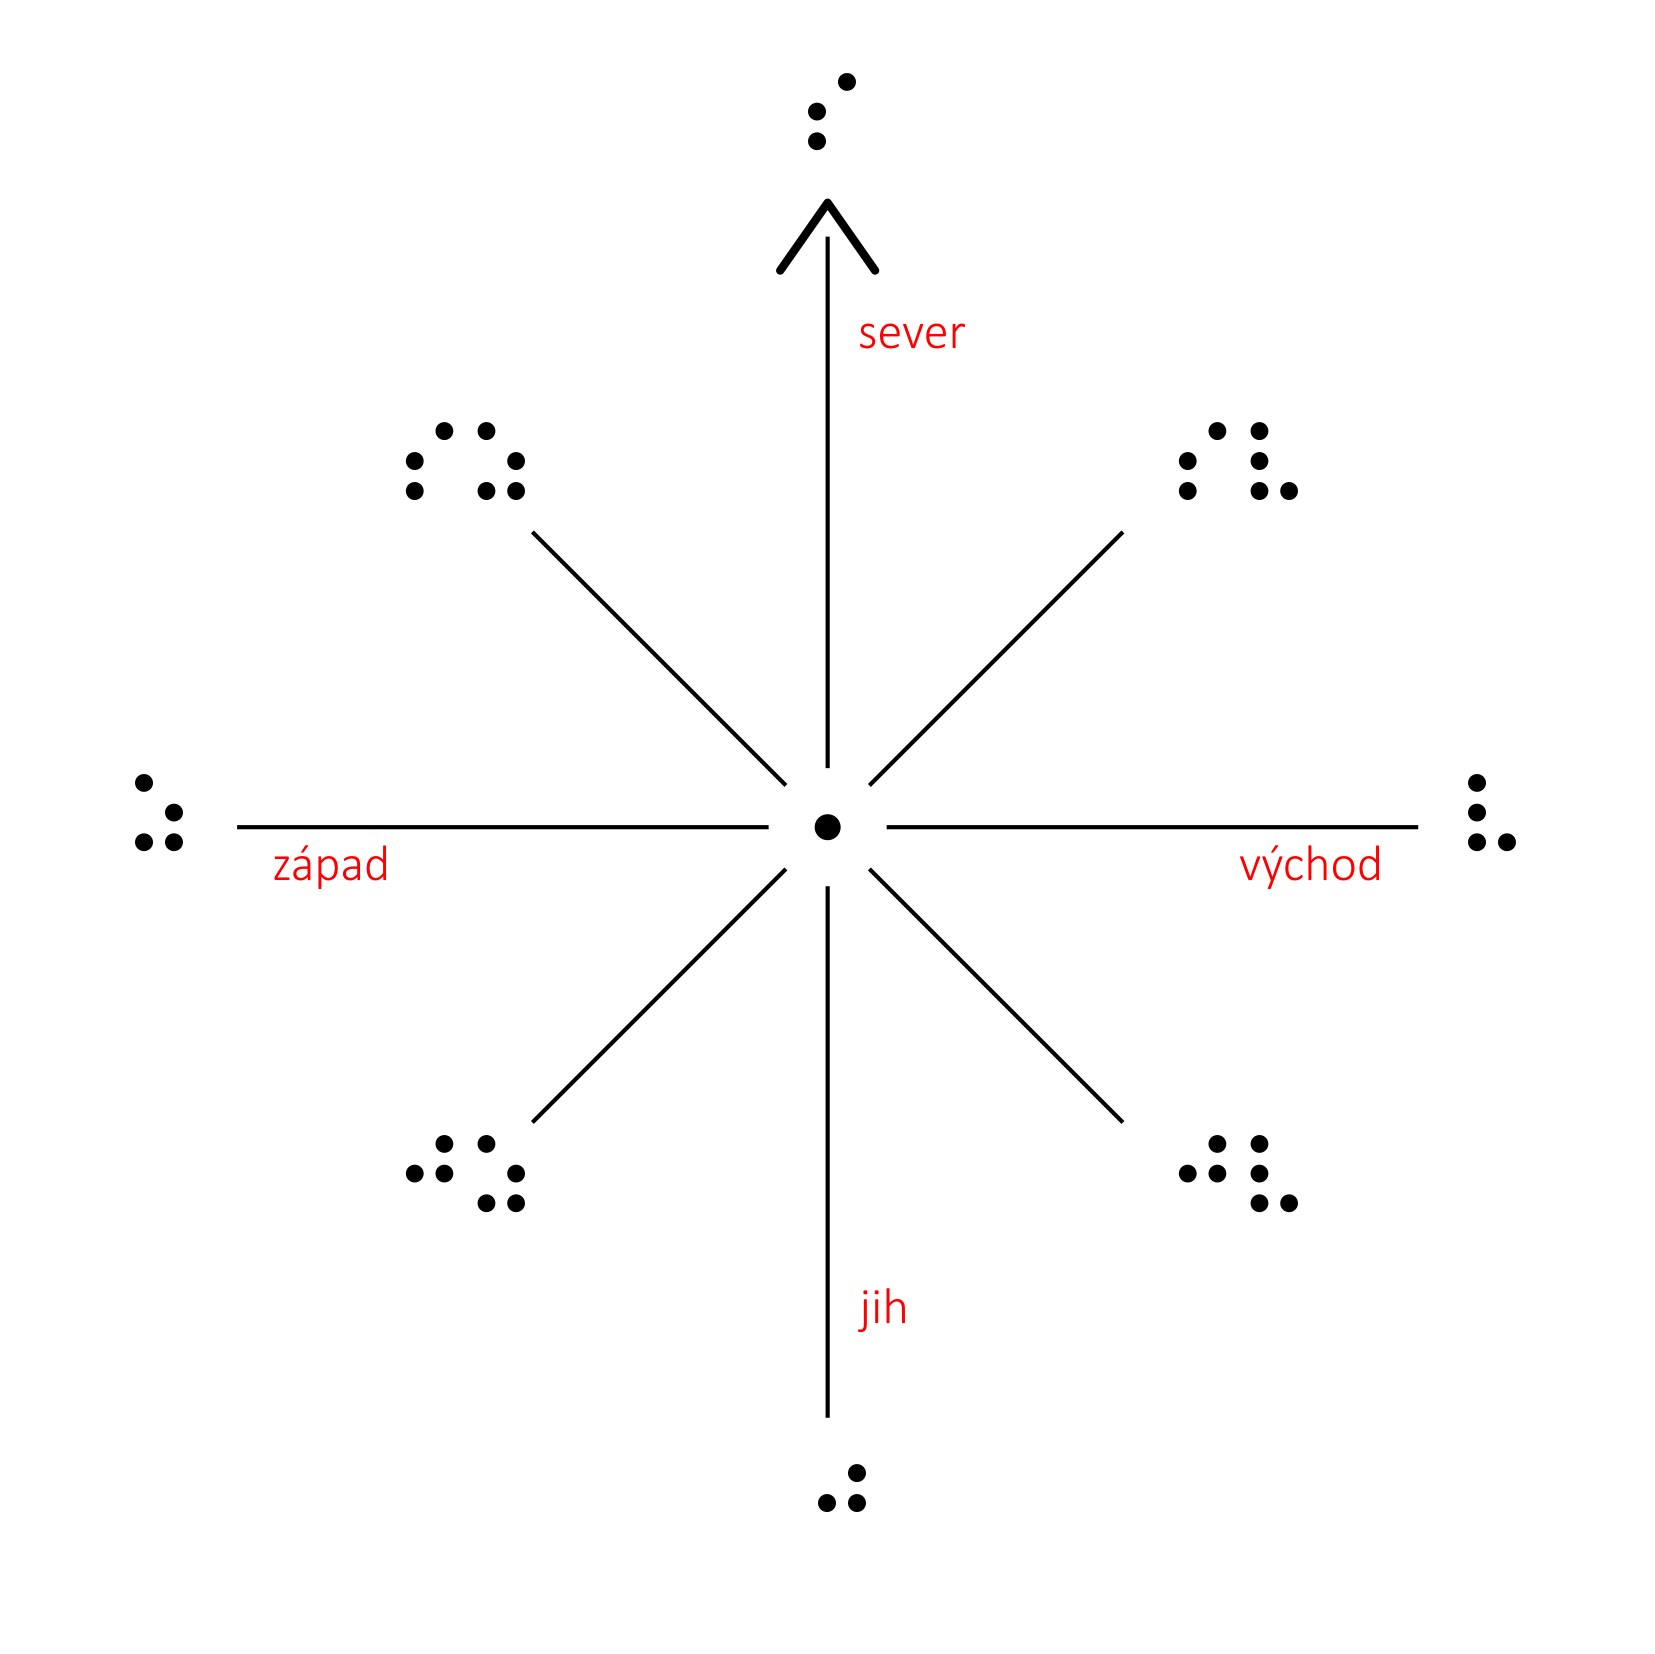 ⠎
sever
⠎⠵
⠎⠧
⠵
⠧
západ
východ
⠚⠵
⠚⠧
jih
⠚